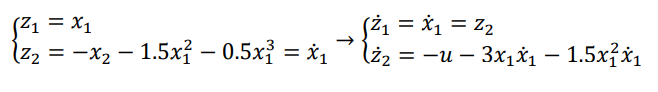 {z₁ = x₁ → {ż₁ = ẋ₁ = z₂
{z₂ = −x₂ − 1.5x₁² − 0.5x₁³ = ẋ₁ → {ż₂ = −u − 3x₁ẋ₁ − 1.5x₁²ẋ₁